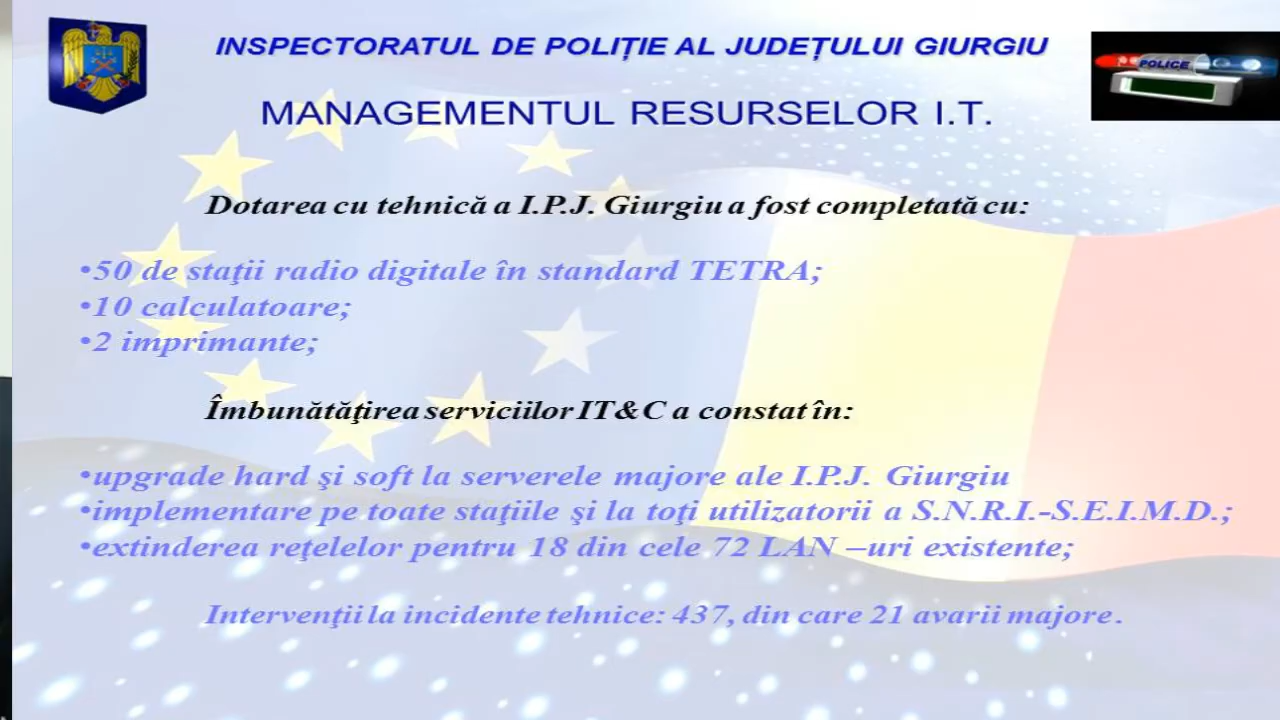 INSPECTORATUL DE POLIȚIE AL JUDEȚULUI GIURGIU
POLICE
MANAGEMENTUL RESURSELOR I.T.
Dotarea cu tehnică a I.P.J. Giurgiu a fost completată cu:
•50 de staţii radio digitale în standard TETRA;
•10 calculatoare;
•2 imprimante;
Îmbunătăţirea serviciilor IT&C a constat în:
•upgrade hard şi soft la serverele majore ale I.P.J. Giurgiu
•implementare pe toate staţiile şi la toţi utilizatorii a S.N.R.I.-S.E.I.M.D.;
•extinderea reţelelor pentru 18 din cele 72 LAN –uri existente;
Intervenţii la incidente tehnice: 437, din care 21 avarii majore.